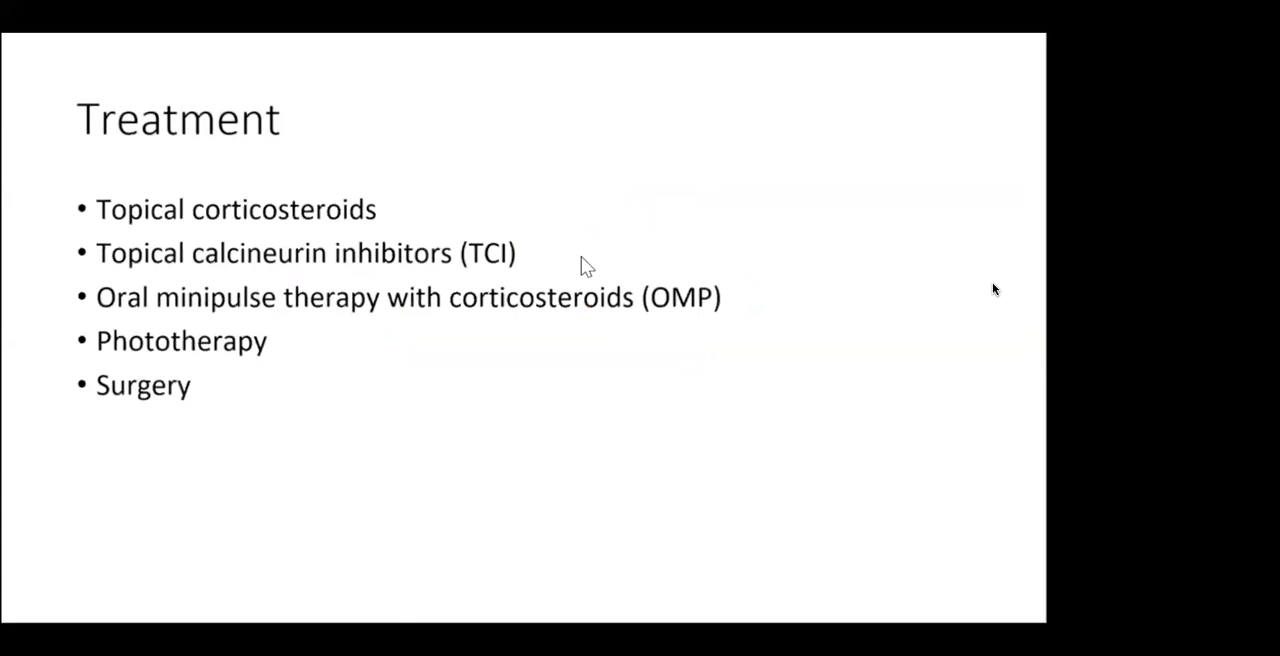 Treatment
• Topical corticosteroids
• Topical calcineurin inhibitors (TCI)
• Oral minipulse therapy with corticosteroids (OMP)
• Phototherapy
• Surgery